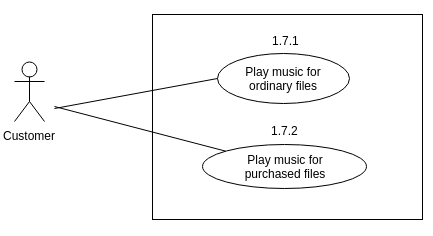 1.7.1
Play music for
ordinary files
Customer
1.7.2
Play music for
purchased files